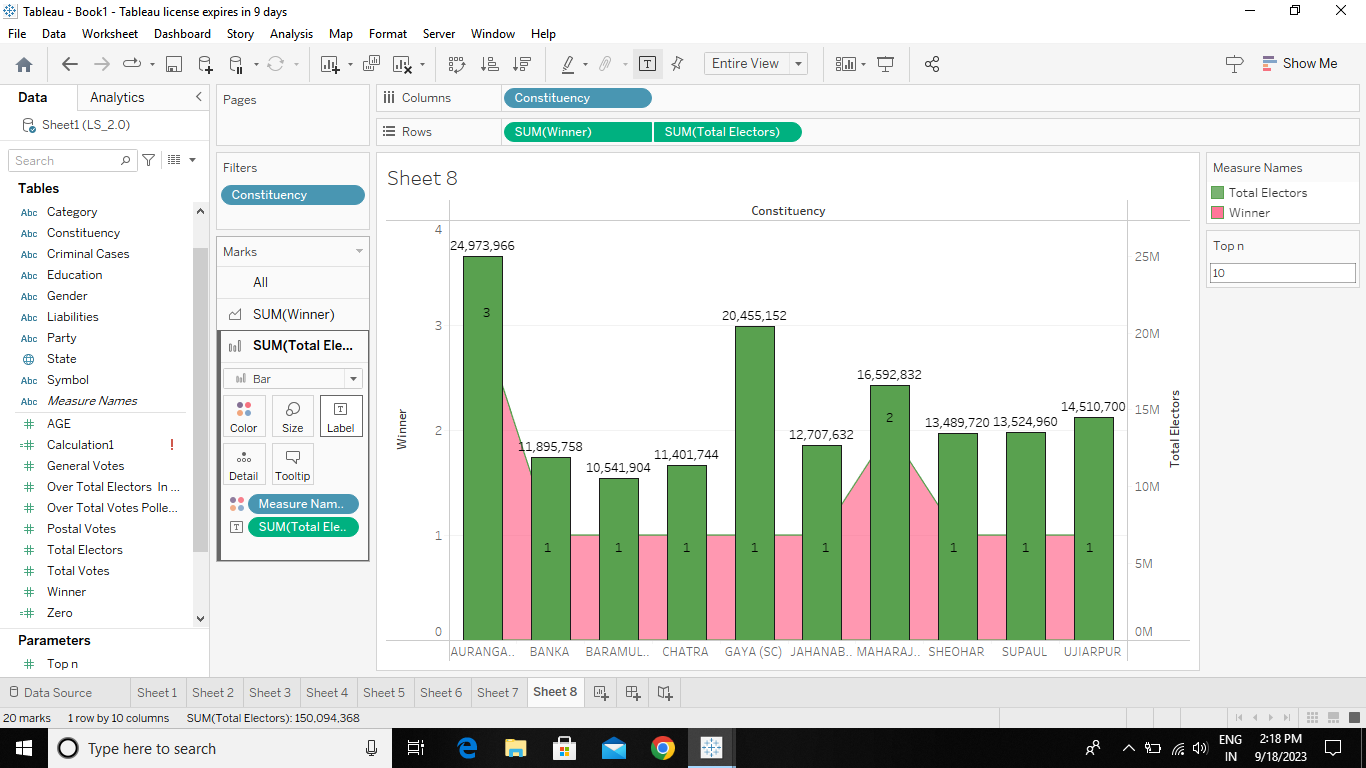 Tableau - Book1 - Tableau license expires in 9 days
File Data Worksheet Dashboard Story Analysis Map Format Server Window Help
Entire View
Show Me
Data Analytics
Sheet1 (LS_2.0)
Search
Tables
Abc Category
Abc Constituency
Abc Criminal Cases
Abc Education
Abc Gender
Abc Liabilities
Abc Party
State
Abc Symbol
Abc Measure Names
# AGE
=# Calculation1 !
# General Votes
# Over Total Electors In ...
# Over Total Votes Polle...
# Postal Votes
# Total Electors
# Total Votes
# Winner
=# Zero
Parameters
# Top n
Pages
Filters
Constituency
Marks
All
SUM(Winner)
SUM(Total Ele...
Bar
Color Size Label
Detail Tooltip
Measure Nam..
SUM(Total Ele..
Columns Constituency
Rows SUM(Winner) SUM(Total Electors)
Sheet 8
Constituency
Winner
4
3
2
1
0
24,973,966
11,895,758
10,541,904
11,401,744
20,455,152
12,707,632
16,592,832
13,489,720
13,524,960
14,510,700
3
1
1
1
1
1
2
1
1
1
25M
20M
15M
10M
5M
0M
Total Electors
AURANGA.. BANKA BARAMUL.. CHATRA GAYA (SC) JAHANAB.. MAHARAJ.. SHEOHAR SUPAUL UJIARPUR
Measure Names
Total Electors
Winner
Top n
10
Data Source Sheet 1 Sheet 2 Sheet 3 Sheet 4 Sheet 5 Sheet 6 Sheet 7 Sheet 8
20 marks 1 row by 10 columns SUM(Total Electors): 150,094,368
Type here to search
ENG
IN
2:18 PM
9/18/2023